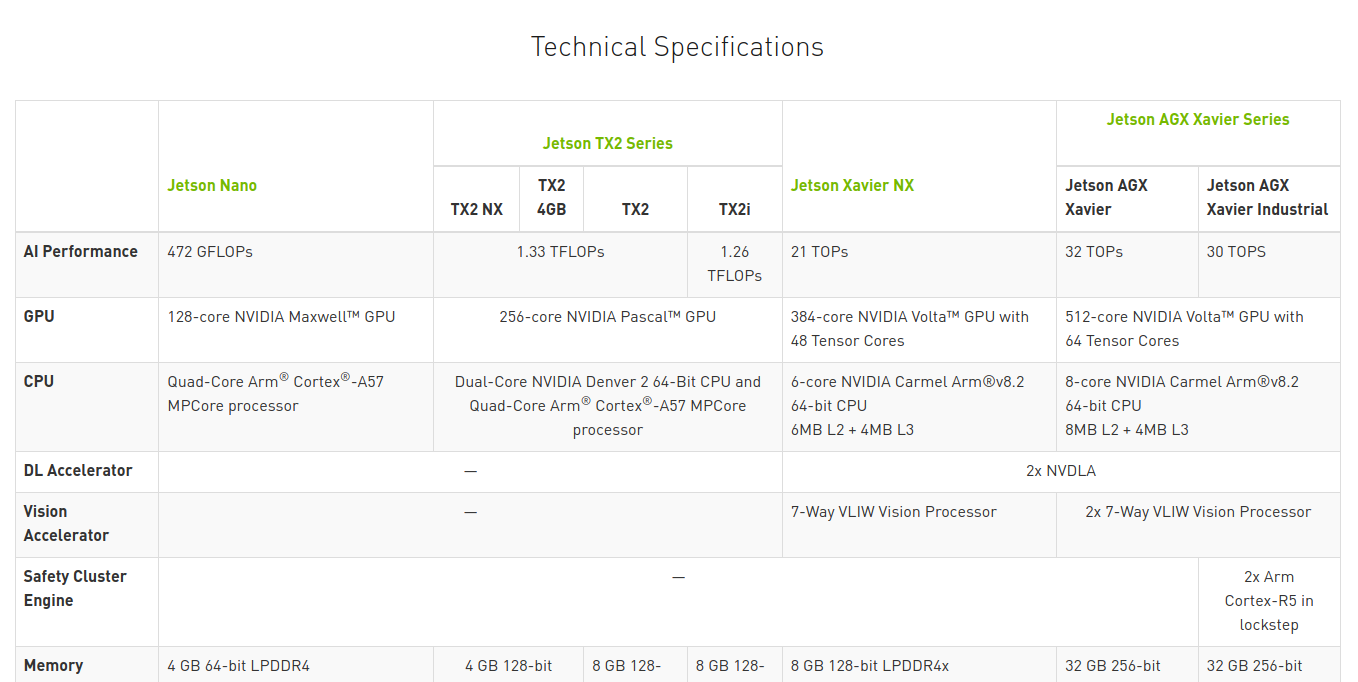 Technical Specifications
Jetson Nano
Jetson TX2 Series
Jetson Xavier NX
Jetson AGX Xavier Series
TX2 NX
TX2
4GB
TX2
TX2i
Jetson AGX
Xavier
Jetson AGX
Xavier Industrial
AI Performance
472 GFLOPs
1.33 TFLOPs
1.26
TFLOPs
21 TOPs
32 TOPs
30 TOPS
GPU
128-core NVIDIA Maxwell™ GPU
256-core NVIDIA Pascal™ GPU
384-core NVIDIA Volta™ GPU with
48 Tensor Cores
512-core NVIDIA Volta™ GPU with
64 Tensor Cores
CPU
Quad-Core Arm® Cortex®-A57
MPCore processor
Dual-Core NVIDIA Denver 2 64-Bit CPU and
Quad-Core Arm® Cortex®-A57 MPCore
processor
6-core NVIDIA Carmel Arm®v8.2
64-bit CPU
6MB L2 + 4MB L3
8-core NVIDIA Carmel Arm®v8.2
64-bit CPU
8MB L2 + 4MB L3
DL Accelerator
—
2x NVDLA
Vision
Accelerator
—
7-Way VLIW Vision Processor
2x 7-Way VLIW Vision Processor
Safety Cluster
Engine
—
2x Arm
Cortex-R5 in
lockstep
Memory
4 GB 64-bit LPDDR4
4 GB 128-bit
8 GB 128-
8 GB 128-
8 GB 128-bit LPDDR4x
32 GB 256-bit
32 GB 256-bit